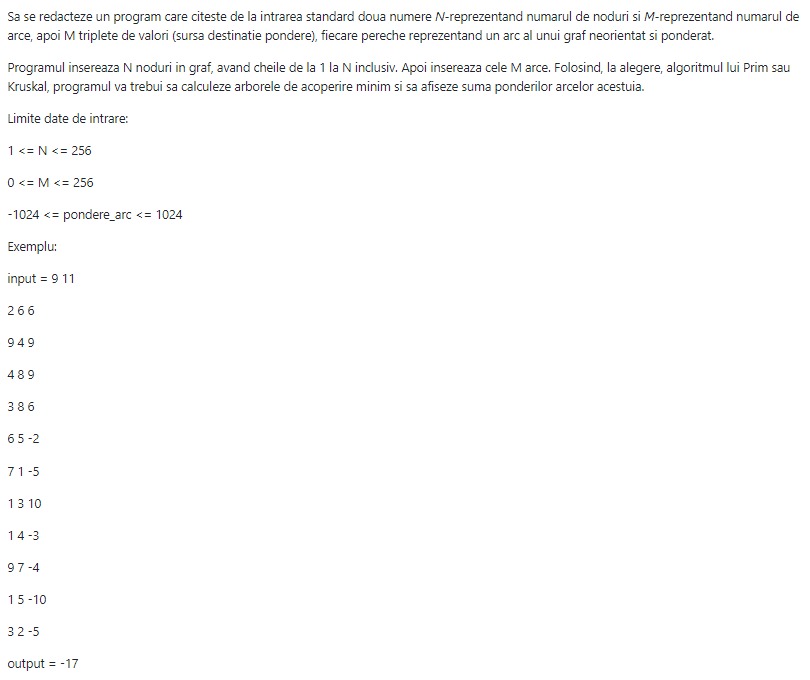 Sa se redacteze un program care citeste de la intrarea standard doua numere N-reprezentand numarul de noduri si M-reprezentand numarul de
arce, apoi M triplete de valori (sursa destinatie pondere), fiecare pereche reprezentand un arc al unui graf neorientat si ponderat.
Programul insereaza N noduri in graf, avand cheile de la 1 la N inclusiv. Apoi insereaza cele M arce. Folosind, la alegere, algoritmul lui Prim sau
Kruskal, programul va trebui sa calculeze arborele de acoperire minim si sa afiseze suma ponderilor arcelor acestuia.
Limite date de intrare:
1 <= N <= 256
0 <= M <= 256
-1024 <= pondere_arc <= 1024
Exemplu:
input = 9 11
2 6 6
9 4 9
4 8 9
3 8 6
6 5 -2
7 1 -5
1 3 10
1 4 -3
9 7 -4
1 5 -10
3 2 -5
output = -17